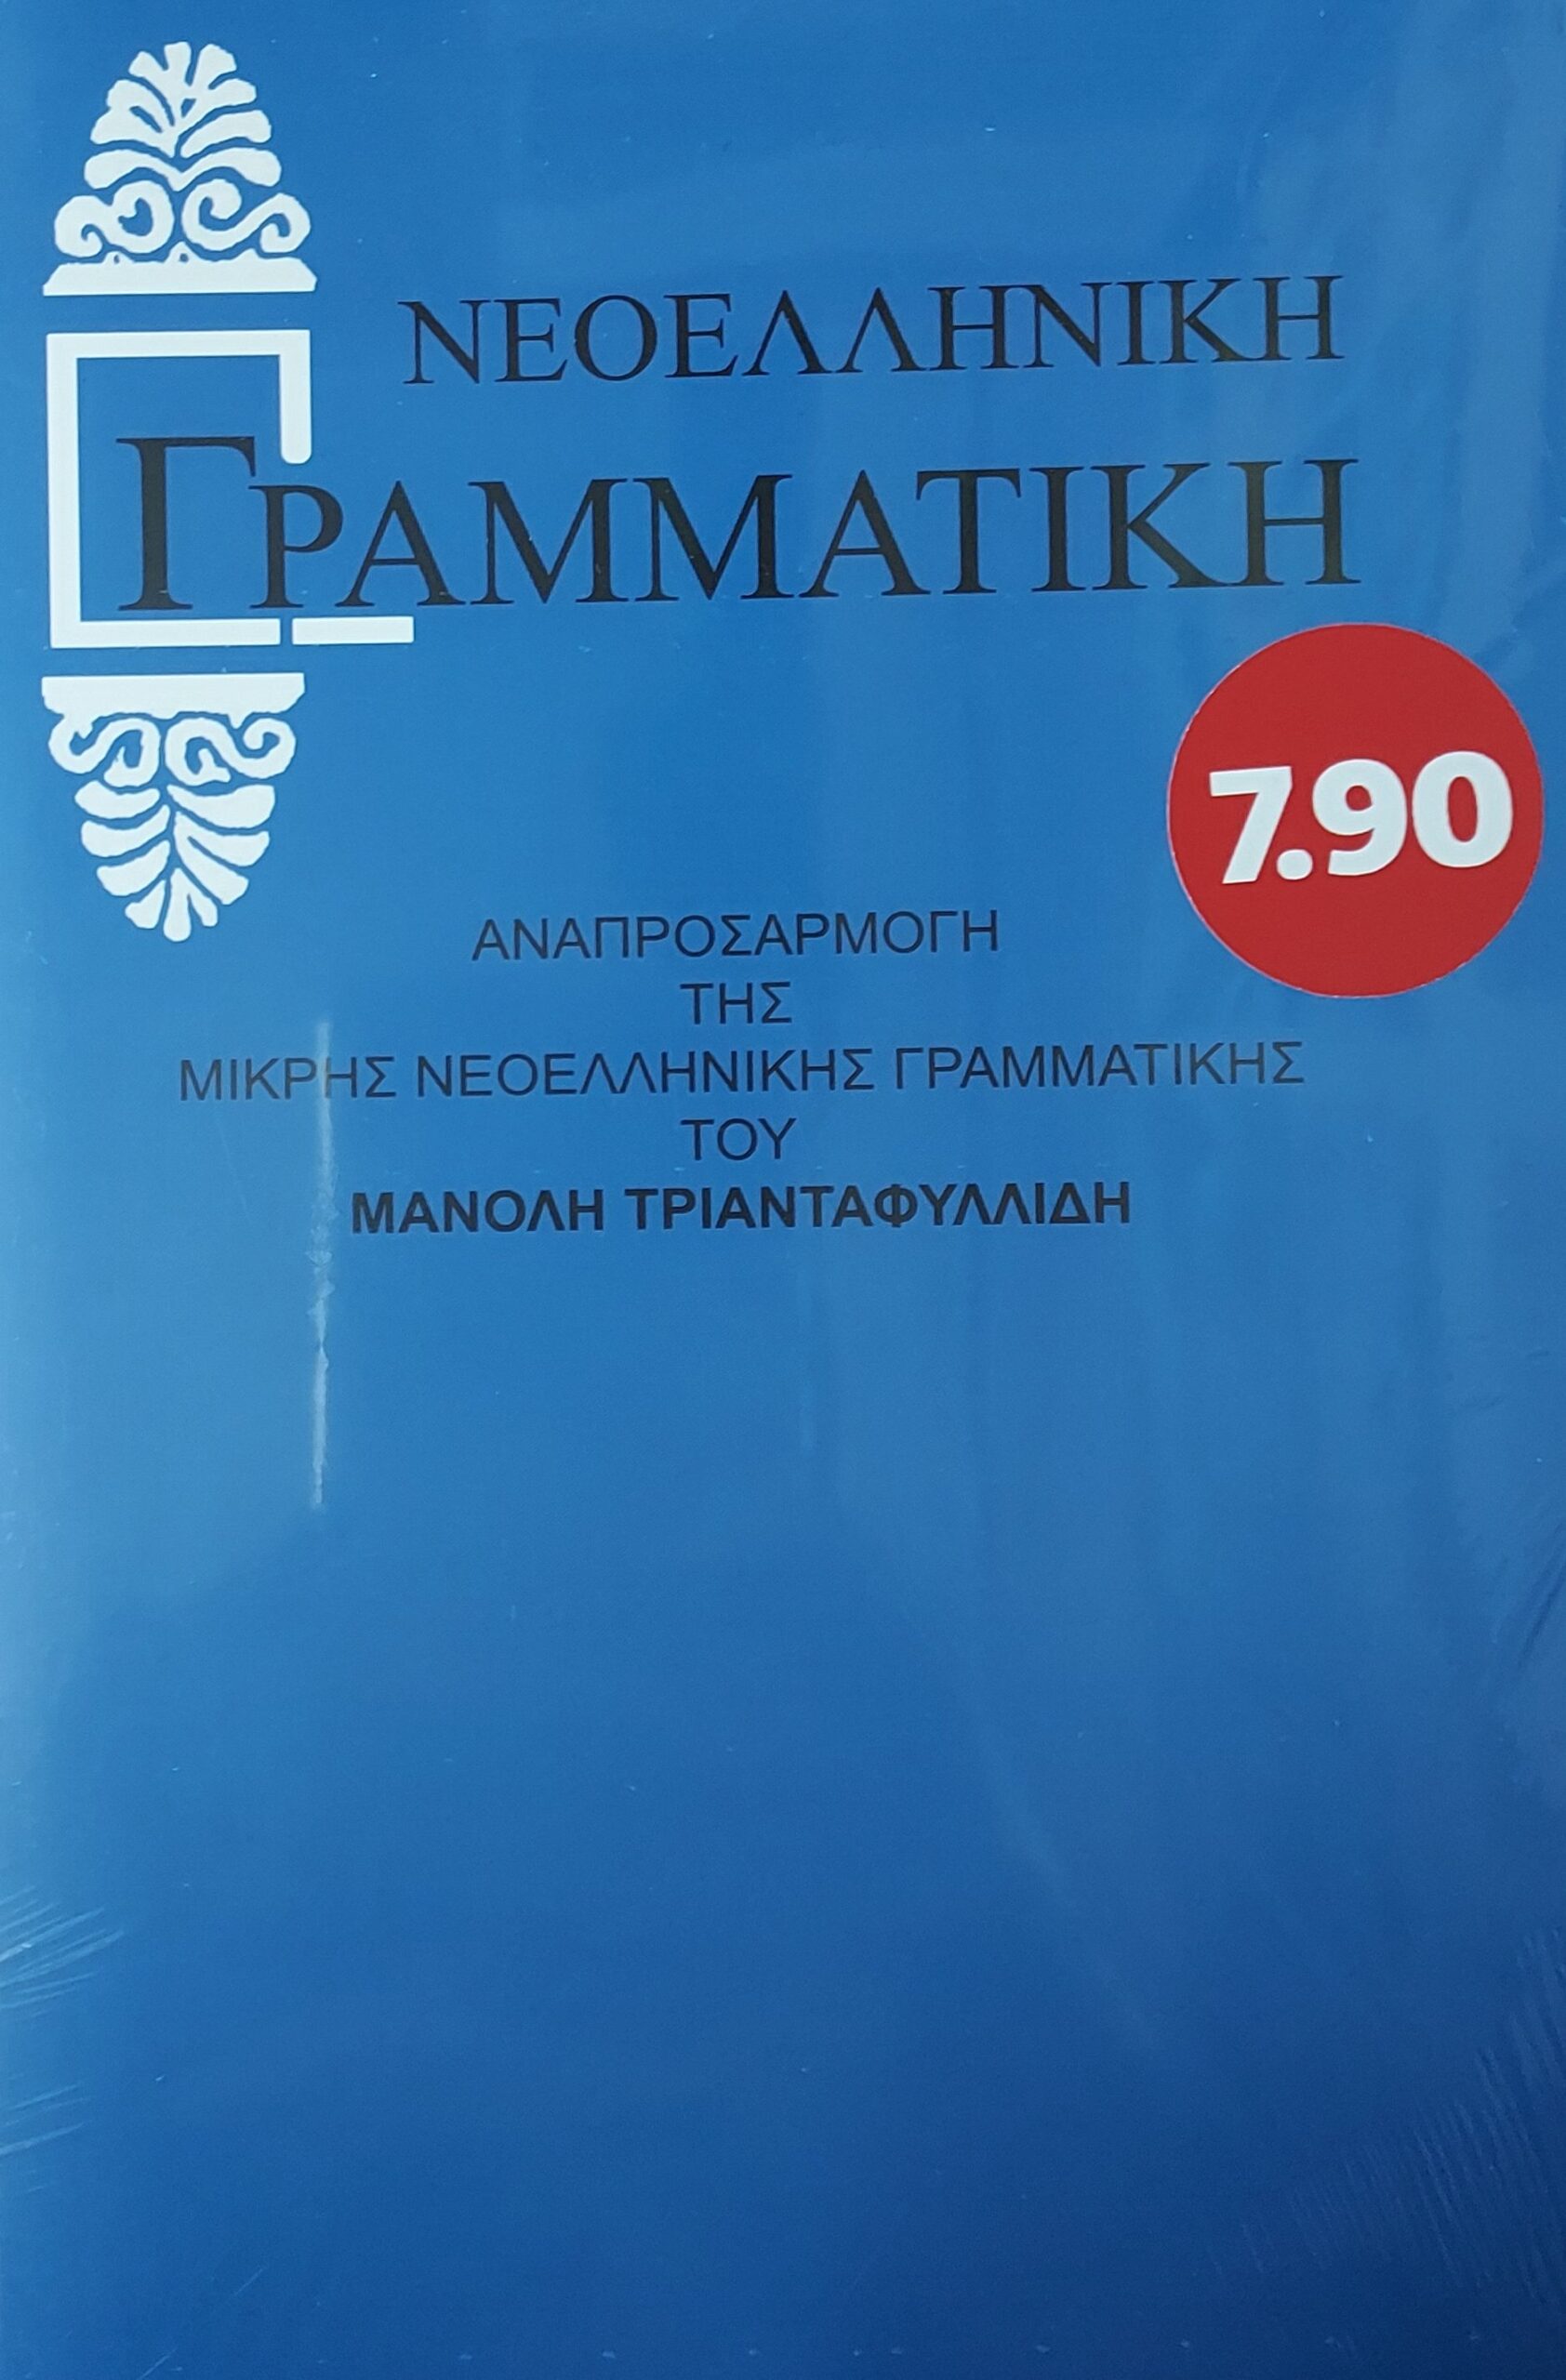 ΝΕΟΕΛΛΗΝΙΚΗ
ΓΡΑΜΜΑΤΙΚΗ
7.90
ΑΝΑΠΡΟΣΑΡΜΟΓΗ
ΤΗΣ
ΜΙΚΡΗΣ ΝΕΟΕΛΛΗΝΙΚΗΣ ΓΡΑΜΜΑΤΙΚΗΣ
ΤΟΥ
ΜΑΝΟΛΗ ΤΡΙΑΝΤΑΦΥΛΛΙΔΗ